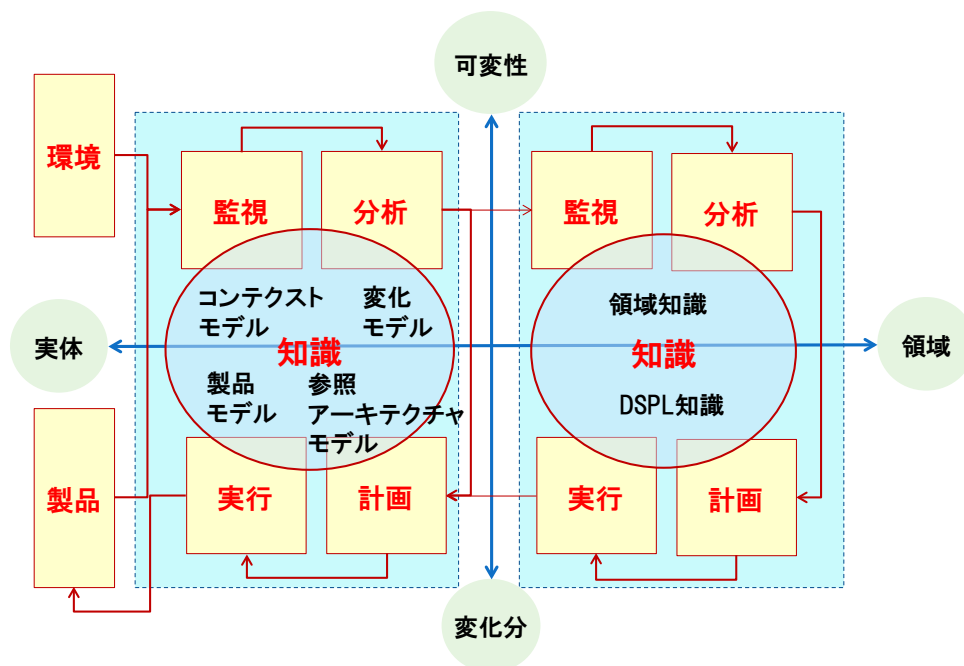 可変性
環境
監視
分析
監視
分析
コンテクスト
モデル
変化
モデル
領域知識
実体
知識
知識
領域
製品
モデル
参照
アーキテクチャ
モデル
DSPL知識
製品
実行
計画
実行
計画
変化分